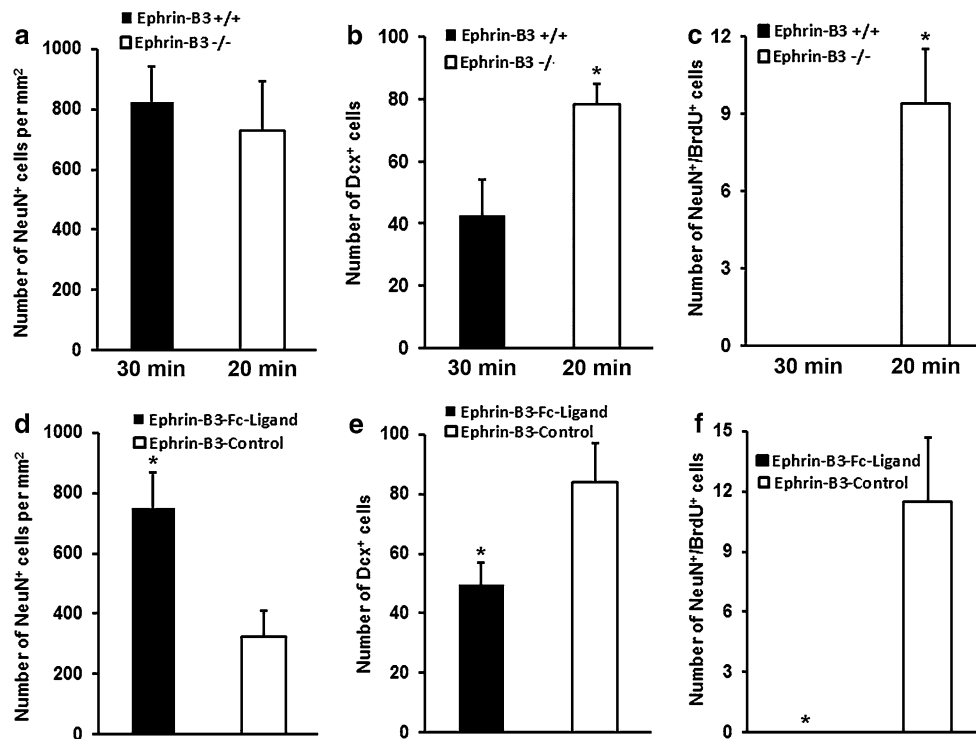 a
Ephrin-B3 +/+
Ephrin-B3 -/-
Number of NeuN⁺ cells per mm²
1000
800
600
400
200
0
30 min
20 min
b
Ephrin-B3 +/+
Ephrin-B3 -/-
Number of Dcx⁺ cells
100
80
60
40
20
0
*
30 min
20 min
c
Ephrin-B3 +/+
Ephrin-B3 -/-
Number of NeuN⁺/BrdU⁺ cells
12
9
6
3
0
*
30 min
20 min
d
Ephrin-B3-Fc-Ligand
Ephrin-B3-Control
Number of NeuN⁺ cells per mm²
1000
800
600
400
200
0
*
e
Ephrin-B3-Fc-Ligand
Ephrin-B3-Control
Number of Dcx⁺ cells
100
80
60
40
20
0
*
f
Ephrin-B3-Fc-Ligand
Ephrin-B3-Control
Number of NeuN⁺/BrdU⁺ cells
15
12
9
6
3
0
*